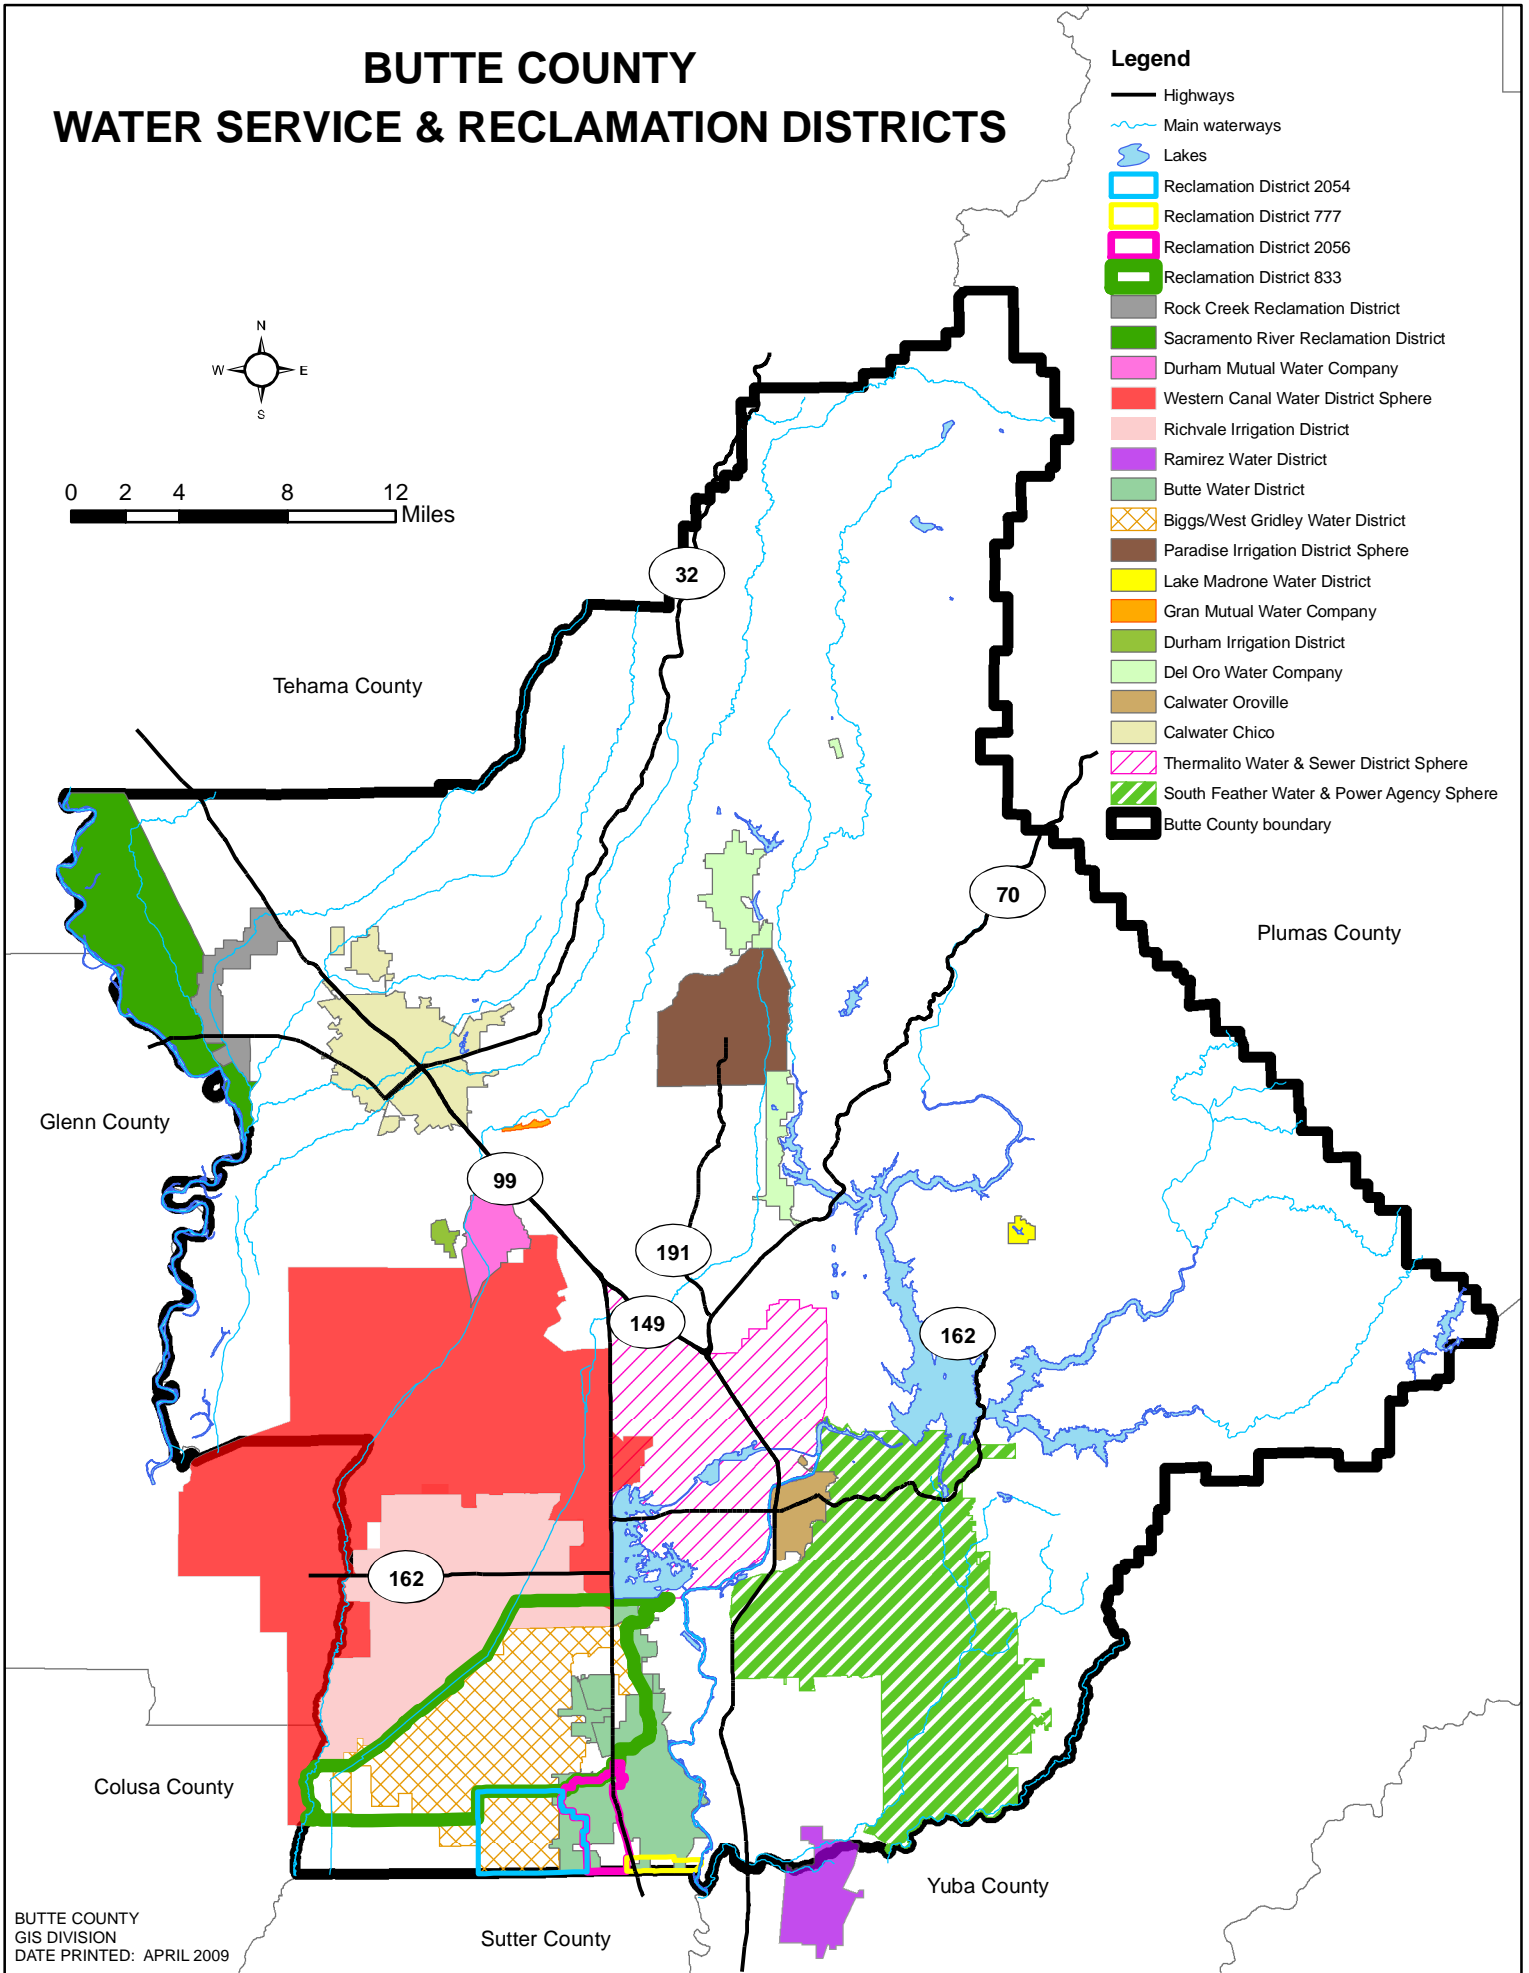 BUTTE COUNTY
WATER SERVICE & RECLAMATION DISTRICTS
Legend
Highways
Main waterways
Lakes
Reclamation District 2054
Reclamation District 777
Reclamation District 2056
Reclamation District 833
Rock Creek Reclamation District
Sacramento River Reclamation District
Durham Mutual Water Company
Western Canal Water District Sphere
Richvale Irrigation District
Ramirez Water District
Butte Water District
Biggs/West Gridley Water District
Paradise Irrigation District Sphere
Lake Madrone Water District
Gran Mutual Water Company
Durham Irrigation District
Del Oro Water Company
Calwater Oroville
Calwater Chico
Thermalito Water & Sewer District Sphere
South Feather Water & Power Agency Sphere
Butte County boundary
N
W E
S
0 2 4 8 12
Miles
32
Tehama County
70
Plumas County
Glenn County
99
191
149
162
162
Colusa County
Yuba County
Sutter County
BUTTE COUNTY
GIS DIVISION
DATE PRINTED: APRIL 2009